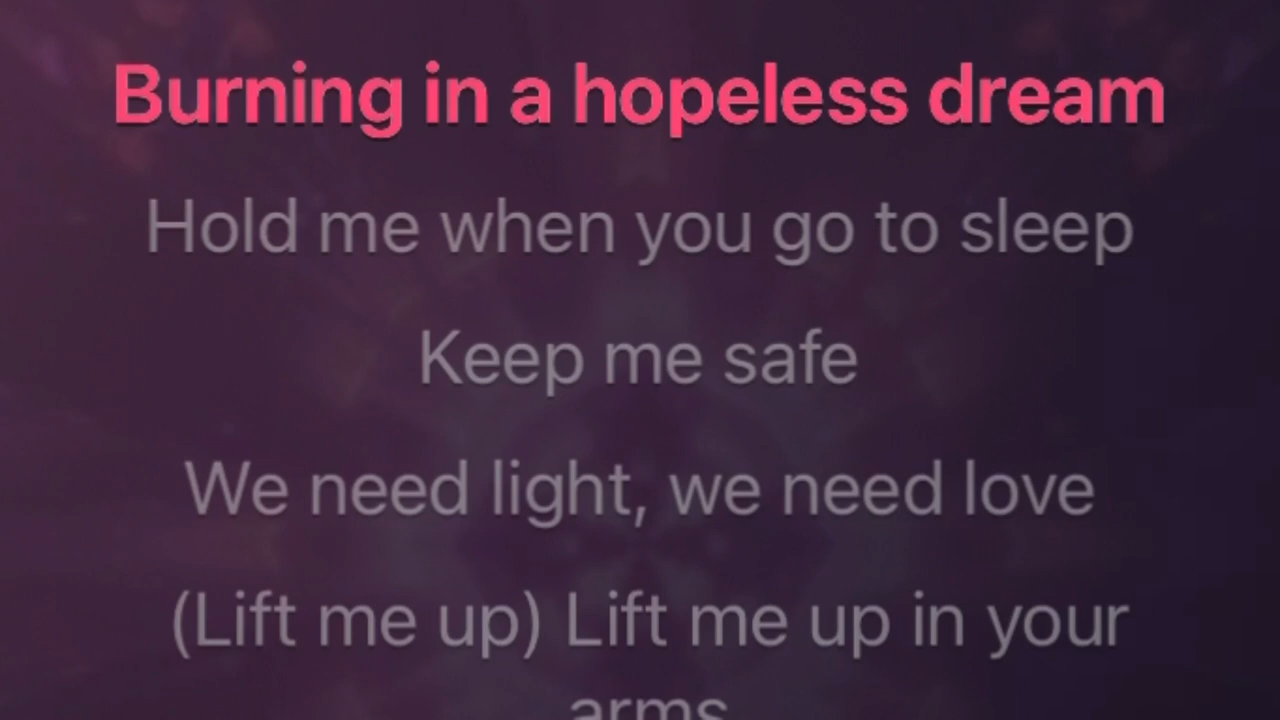 Burning in a hopeless dream
Hold me when you go to sleep
Keep me safe
We need light, we need love
(Lift me up) Lift me up in your
arms